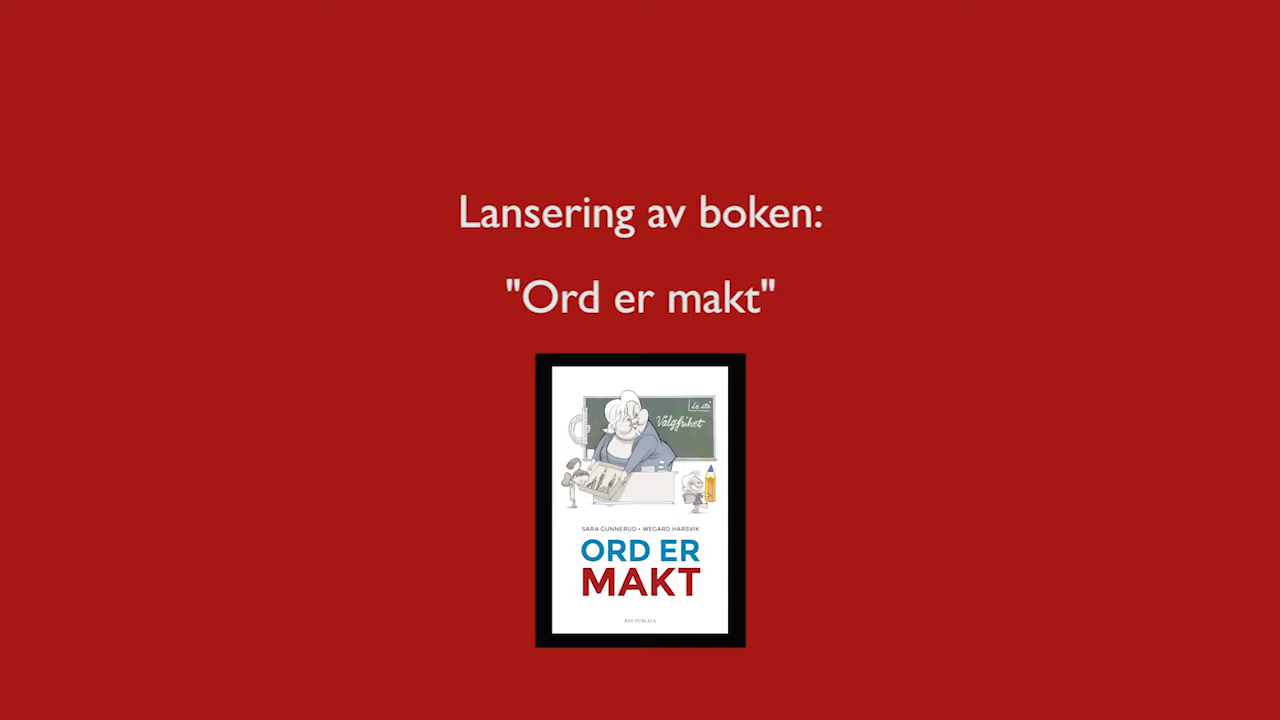 Lansering av boken:
"Ord er makt"
Valgfrihet
SARA GUNNERUD • WEGARD HARSVIK
ORD ER
MAKT
RES PUBLICA